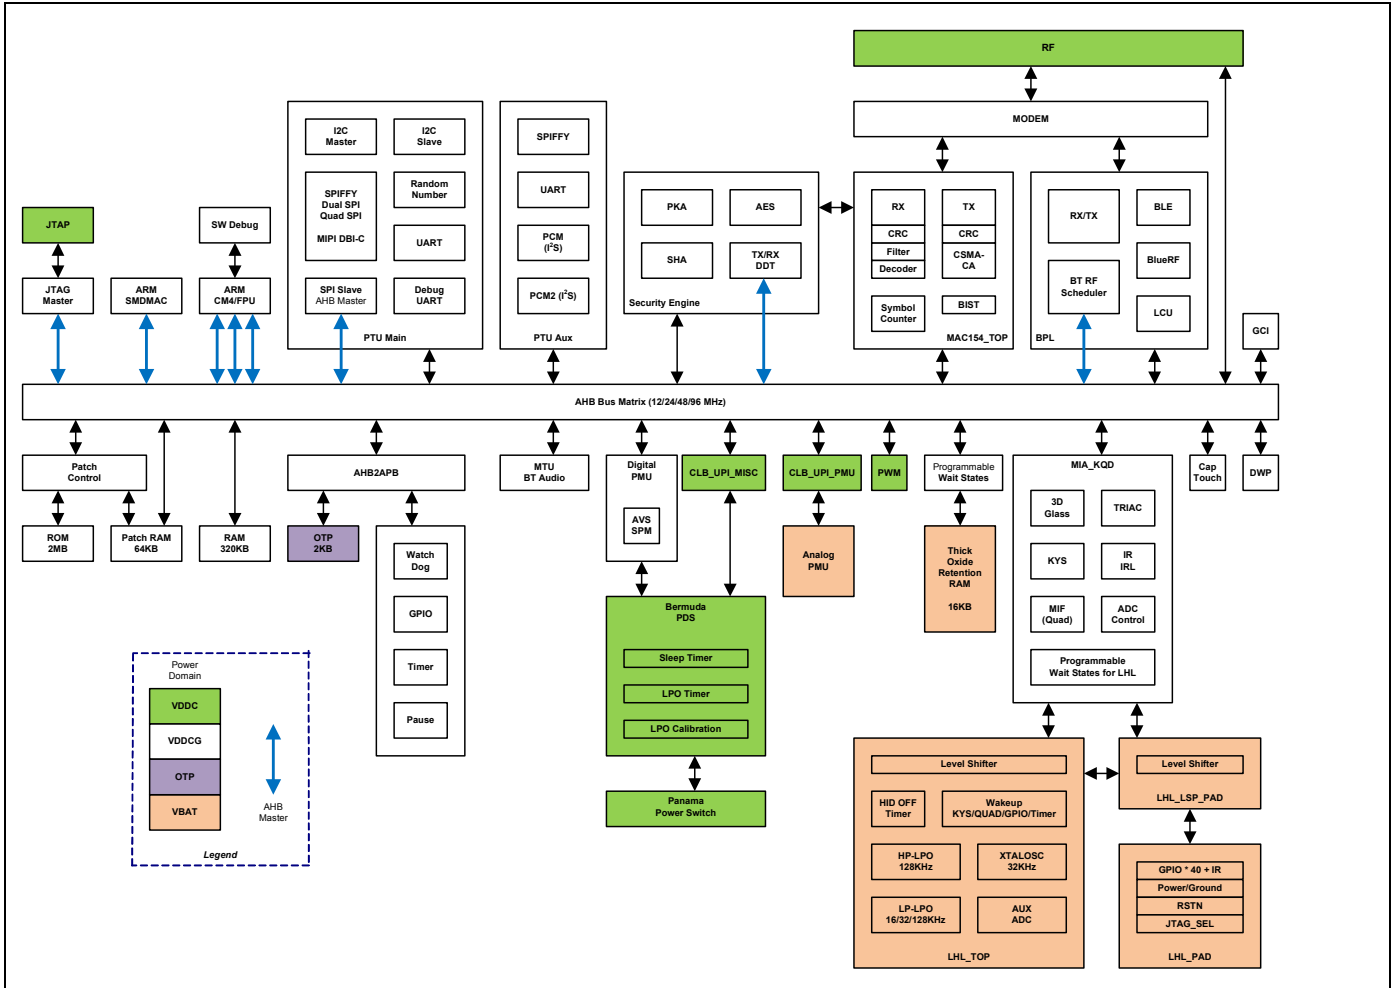 RF
MODEM
I2C
Master
I2C
Slave
SPIFFY
Dual SPI
Quad SPI
MIPI DBI-C
Random
Number
UART
SPI Slave
AHB Master
Debug
UART
PTU Main
SPIFFY
UART
PCM
(I²S)
PCM2 (I²S)
PTU Aux
PKA
AES
SHA
TX/RX
DDT
Security Engine
RX
CRC
Filter
Decoder
TX
CRC
CSMA-
CA
Symbol
Counter
BIST
MAC154_TOP
RX/TX
BLE
BT RF
Scheduler
BlueRF
LCU
BPL
JTAP
SW Debug
JTAG
Master
ARM
SMDMAC
ARM
CM4/FPU
GCI
AHB Bus Matrix (12/24/48/96 MHz)
Patch
Control
AHB2APB
MTU
BT Audio
Digital
PMU
AVS
SPM
CLB_UPI_MISC
CLB_UPI_PMU
PWM
Programmable
Wait States
MIA_KQD
Cap
Touch
DWP
ROM
2MB
Patch RAM
64KB
RAM
320KB
OTP
2KB
Watch
Dog
GPIO
Timer
Pause
Analog
PMU
Thick
Oxide
Retention
RAM
16KB
3D
Glass
TRIAC
KYS
IR
IRL
MIF
(Quad)
ADC
Control
Programmable
Wait States for LHL
Bermuda
PDS
Sleep Timer
LPO Timer
LPO Calibration
Panama
Power Switch
Power
Domain
VDDC
VDDCG
OTP
VBAT
AHB
Master
Legend
Level Shifter
HID OFF
Timer
Wakeup
KYS/QUAD/GPIO/Timer
HP-LPO
128KHz
XTALOSC
32KHz
LP-LPO
16/32/128KHz
AUX
ADC
LHL_TOP
Level Shifter
LHL_LSP_PAD
GPIO * 40 + IR
Power/Ground
RSTN
JTAG_SEL
LHL_PAD